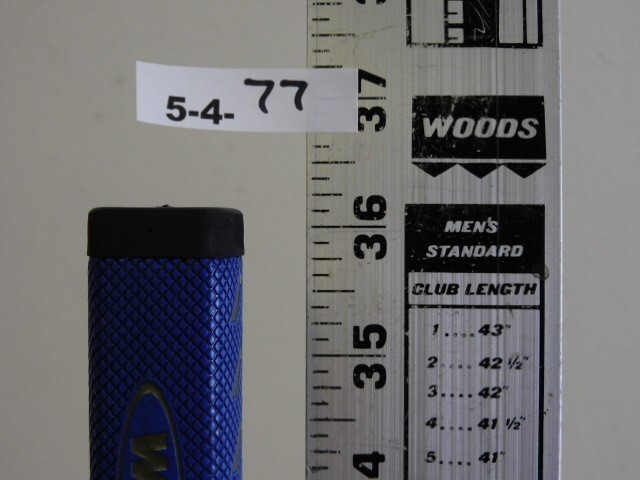 5-4-77
37
36
35
4
WOODS
MEN'S
STANDARD
CLUB LENGTH
1....43"
2....42 1/2"
3....42"
4....41 1/2"
5....41"